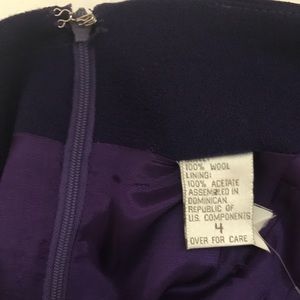 100% WOOL
LINING:
100% ACETATE
ASSEMBLED IN
DOMINICAN
REPUBLIC OF
U.S. COMPONENTS
4
OVER FOR CARE